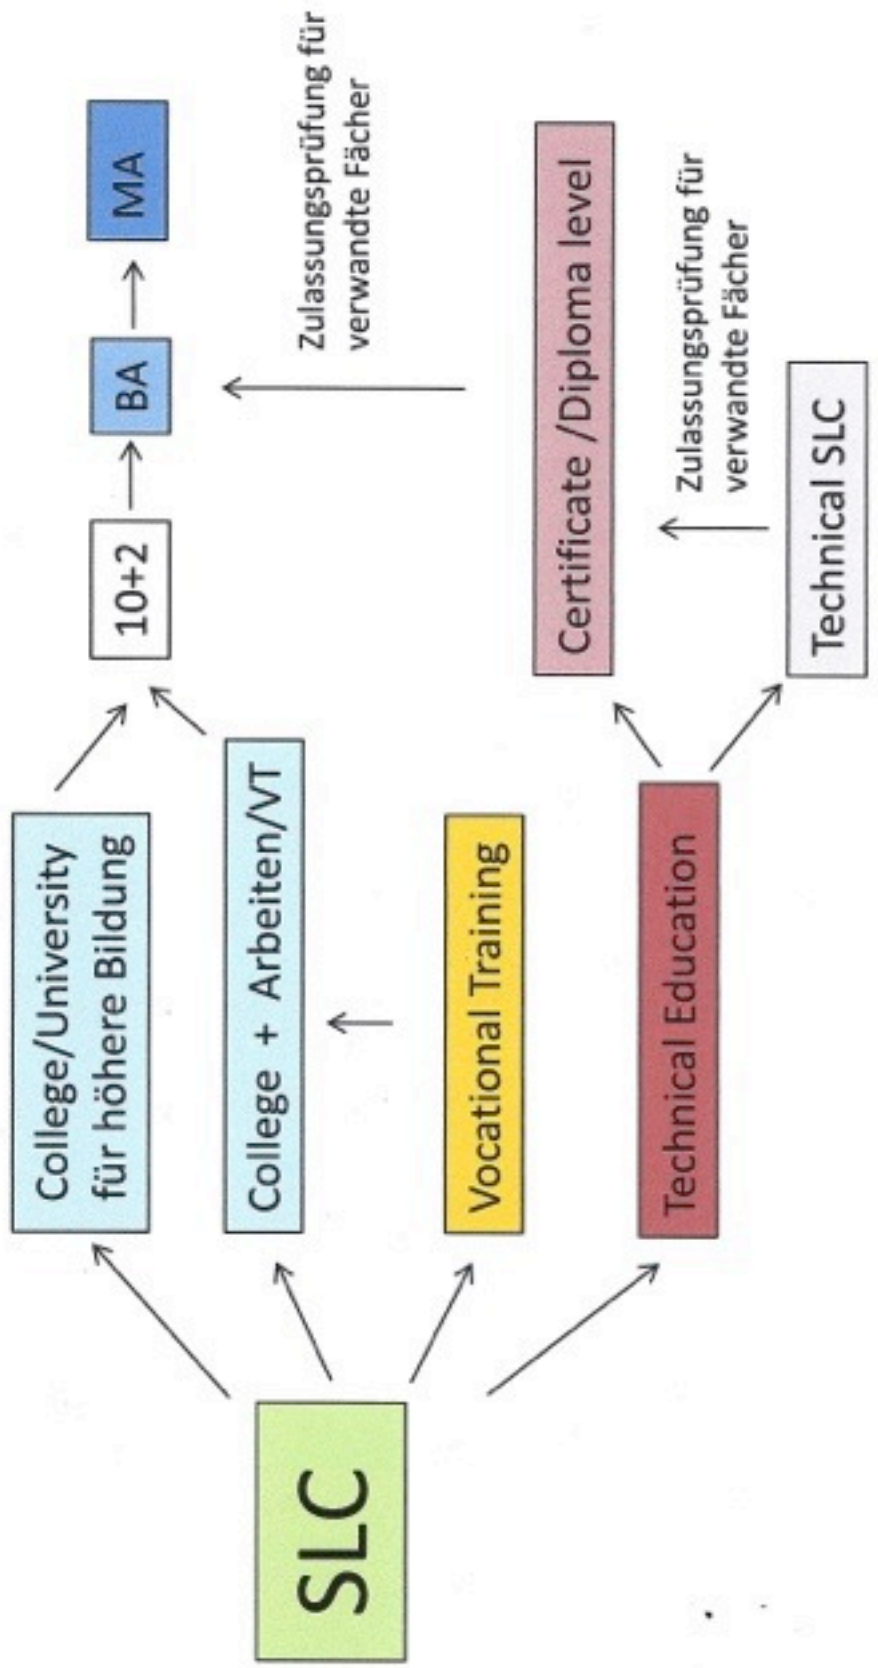 SLC
College/University
für höhere Bildung
College + Arbeiten/VT
Vocational Training
Technical Education
10+2
BA
MA
Zulassungsprüfung für
verwandte Fächer
Certificate /Diploma level
Zulassungsprüfung für
verwandte Fächer
Technical SLC